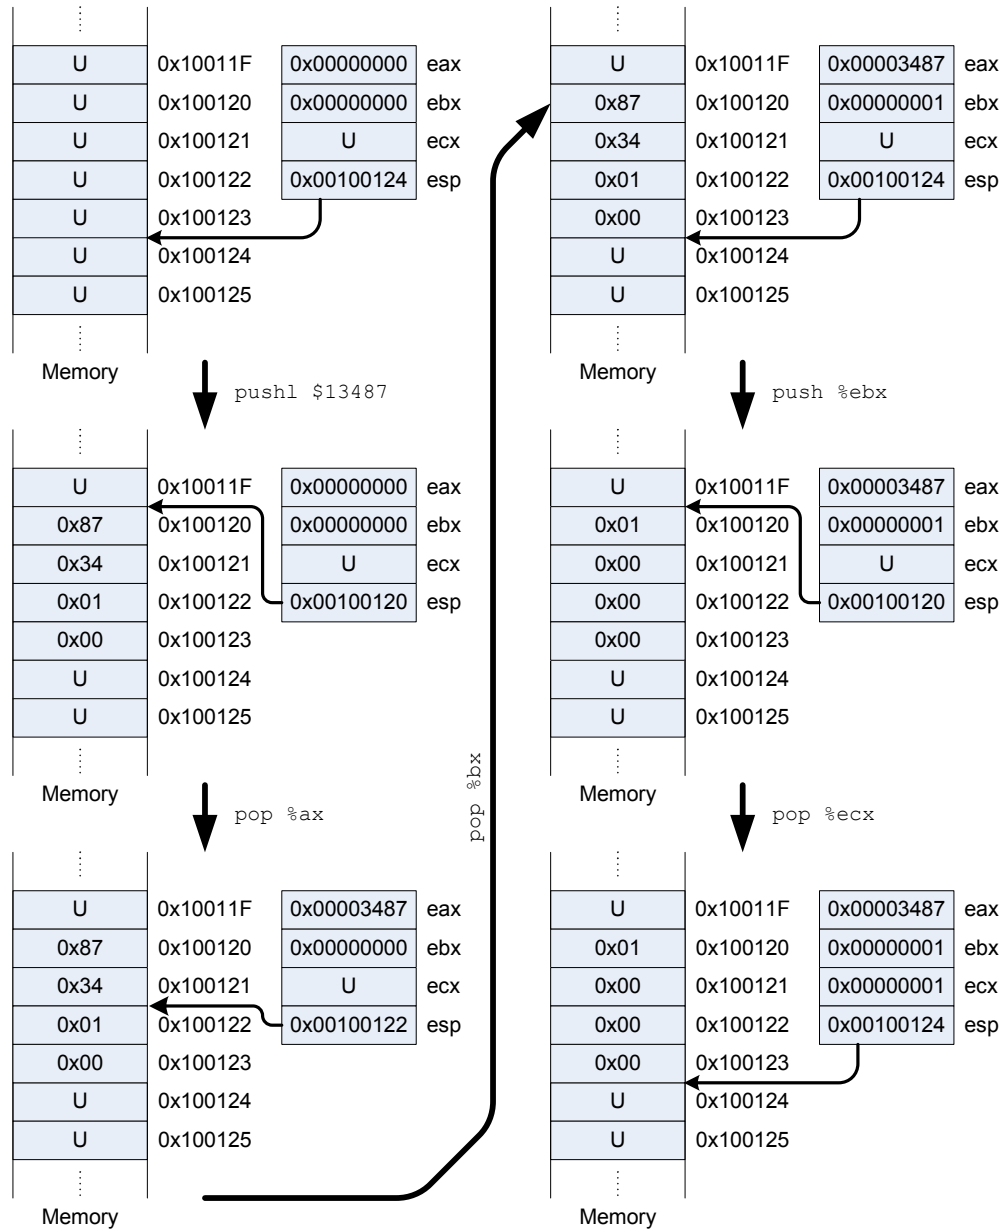 U 0x10011F 0x00000000 eax
U 0x100120 0x00000000 ebx
U 0x100121 U ecx
U 0x100122 0x00100124 esp
U 0x100123
U 0x100124
U 0x100125
Memory
pushl $13487
U 0x10011F 0x00000000 eax
0x87 0x100120 0x00000000 ebx
0x34 0x100121 U ecx
0x01 0x100122 0x00100120 esp
0x00 0x100123
U 0x100124
U 0x100125
Memory
pop %ax
U 0x10011F 0x00003487 eax
0x87 0x100120 0x00000000 ebx
0x34 0x100121 U ecx
0x01 0x100122 0x00100122 esp
0x00 0x100123
U 0x100124
U 0x100125
Memory
pop %bx
U 0x10011F 0x00003487 eax
0x87 0x100120 0x00000001 ebx
0x34 0x100121 U ecx
0x01 0x100122 0x00100124 esp
0x00 0x100123
U 0x100124
U 0x100125
Memory
push %ebx
U 0x10011F 0x00003487 eax
0x01 0x100120 0x00000001 ebx
0x00 0x100121 U ecx
0x00 0x100122 0x00100120 esp
0x00 0x100123
U 0x100124
U 0x100125
Memory
pop %ecx
U 0x10011F 0x00003487 eax
0x01 0x100120 0x00000001 ebx
0x00 0x100121 0x00000001 ecx
0x00 0x100122 0x00100124 esp
0x00 0x100123
U 0x100124
U 0x100125
Memory